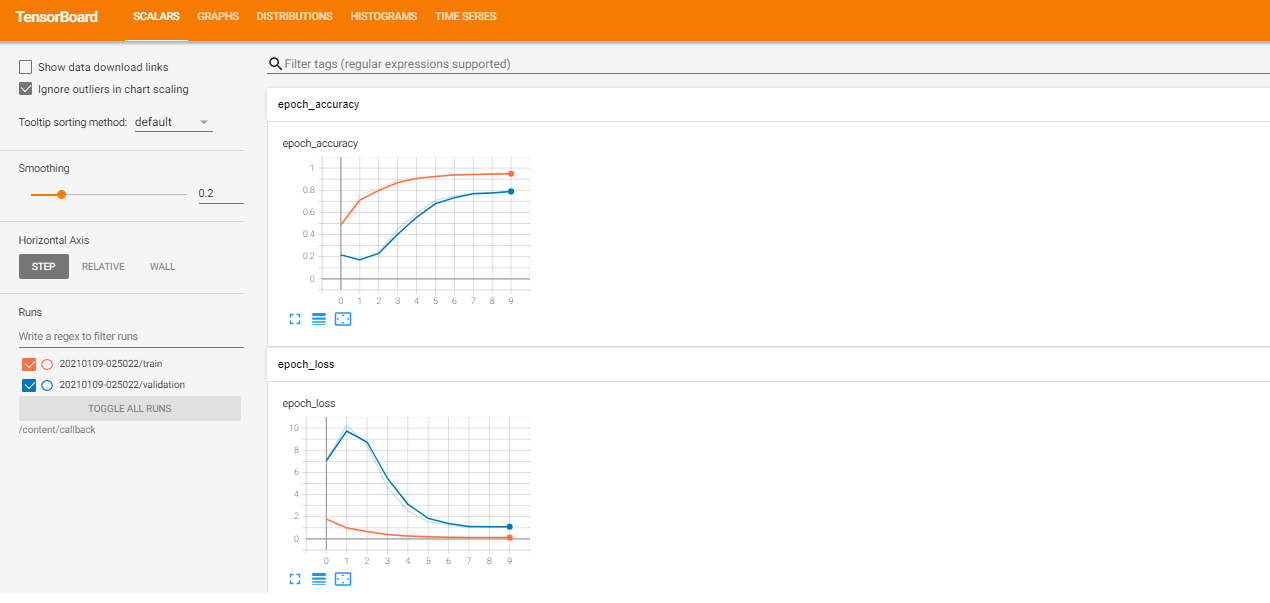 TensorBoard SCALARS GRAPHS DISTRIBUTIONS HISTOGRAMS TIME SERIES
Show data download links
Ignore outliers in chart scaling
Tooltip sorting method: default
Smoothing
0.2
Horizontal Axis
STEP RELATIVE WALL
Runs
Write a regex to filter runs
20210109-025022/train
20210109-025022/validation
TOGGLE ALL RUNS
/content/callback
Filter tags (regular expressions supported)
epoch_accuracy
epoch_accuracy
1
0.8
0.6
0.4
0.2
0
0 1 2 3 4 5 6 7 8 9
epoch_loss
epoch_loss
10
8
6
4
2
0
0 1 2 3 4 5 6 7 8 9